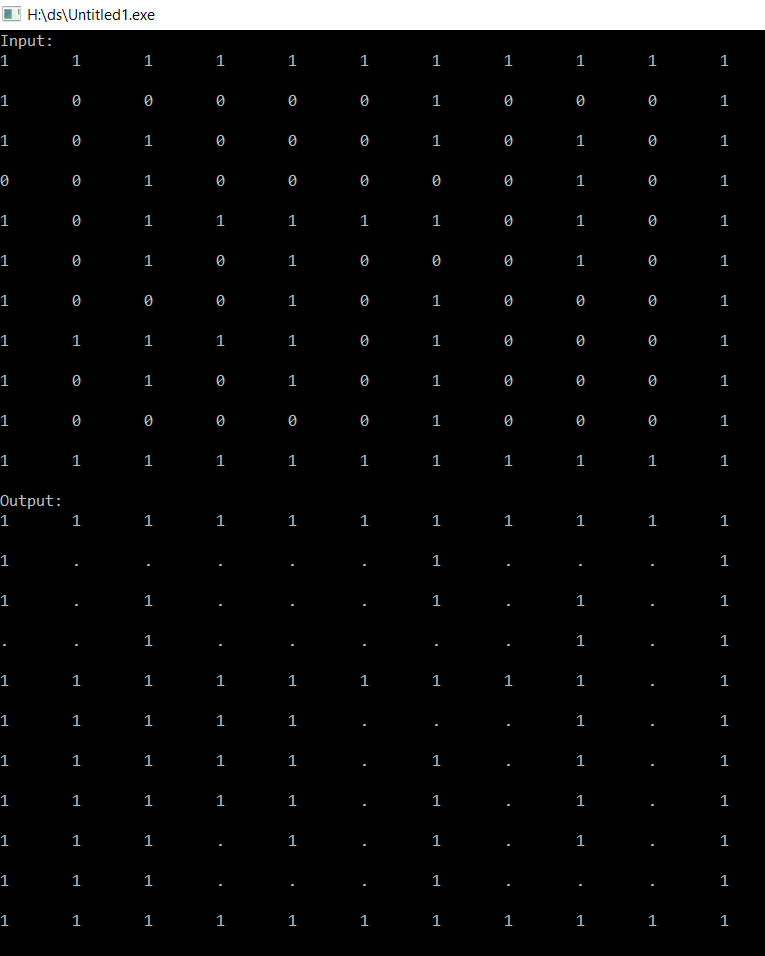 H:\ds\Untitled1.exe
Input:
1 1 1 1 1 1 1 1 1 1 1
1 0 0 0 0 0 1 0 0 0 1
1 0 1 0 0 0 1 0 1 0 1
0 0 1 0 0 0 0 0 1 0 1
1 0 1 1 1 1 1 0 1 0 1
1 0 1 0 1 0 0 0 1 0 1
1 0 0 0 1 0 1 0 0 0 1
1 1 1 1 1 0 1 0 0 0 1
1 0 1 0 1 0 1 0 0 0 1
1 0 0 0 0 0 1 0 0 0 1
1 1 1 1 1 1 1 1 1 1 1
Output:
1 1 1 1 1 1 1 1 1 1 1
1 . . . . . 1 . . . 1
1 . 1 . . . 1 . 1 . 1
. . 1 . . . . . 1 . 1
1 1 1 1 1 1 1 1 1 . 1
1 1 1 1 1 . . . 1 . 1
1 1 1 1 1 . 1 . 1 . 1
1 1 1 1 1 . 1 . 1 . 1
1 1 1 . 1 . 1 . 1 . 1
1 1 1 . . . 1 . . . 1
1 1 1 1 1 1 1 1 1 1 1